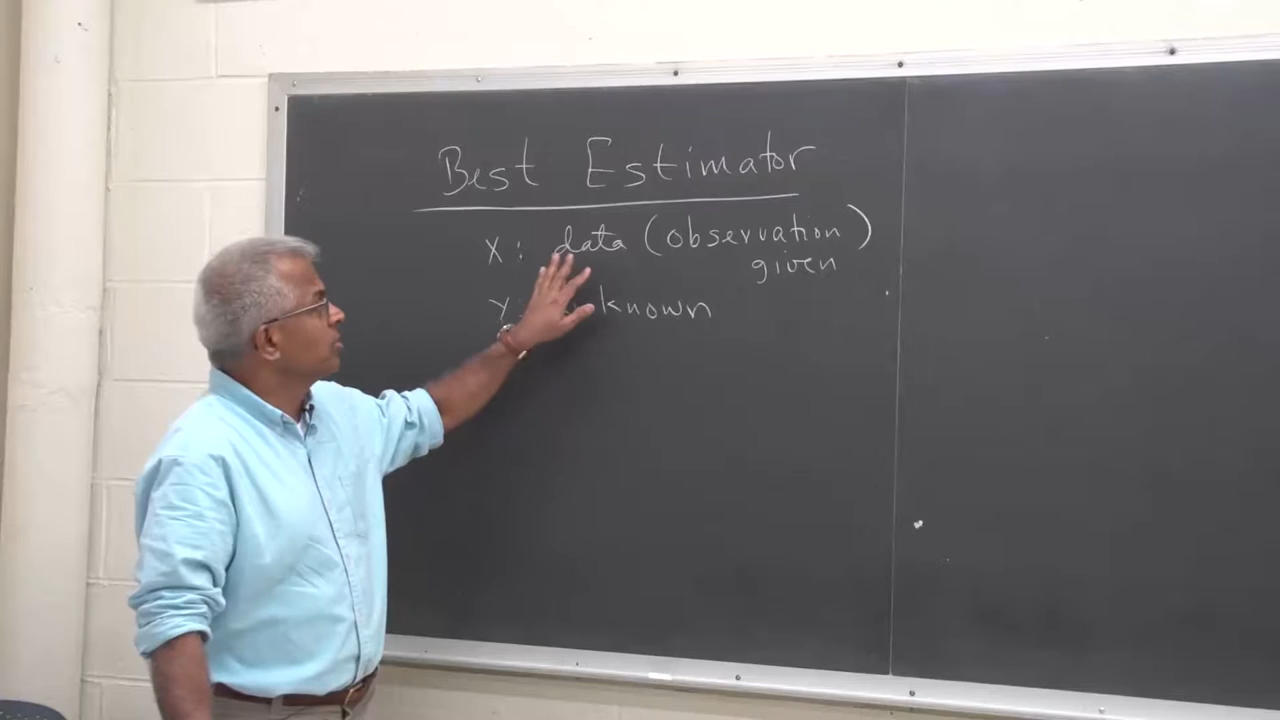 Best Estimator
X: data (observation)
given
Y: known